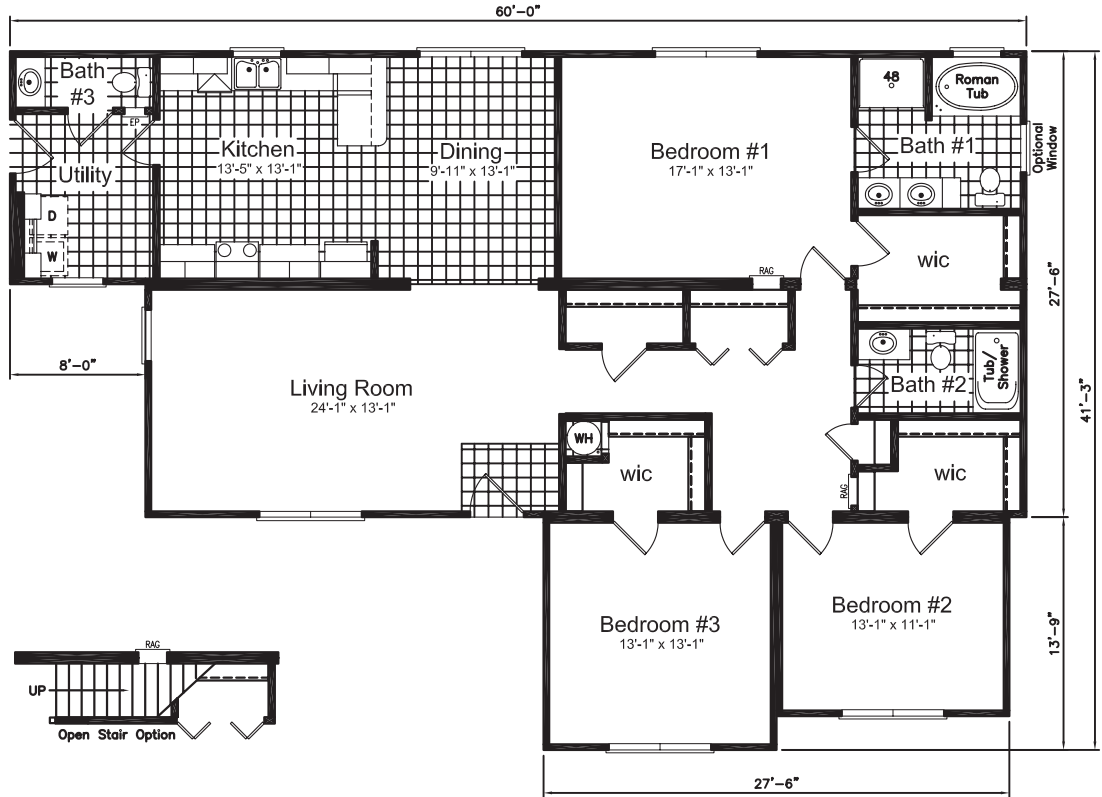 60'-0"
Bath
#3
EP
Utility
D
W
Kitchen
13'-5" x 13'-1"
Dining
9'-11" x 13'-1"
Bedroom #1
17'-1" x 13'-1"
48
Roman
Tub
Bath #1
Optional
Window
wic
RAG
27'-6"
41'-3"
8'-0"
Living Room
24'-1" x 13'-1"
Bath #2
Tub/
Shower
WH
wic
RAG
wic
Bedroom #3
13'-1" x 13'-1"
Bedroom #2
13'-1" x 11'-1"
13'-9"
RAG
UP
Open Stair Option
27'-6"